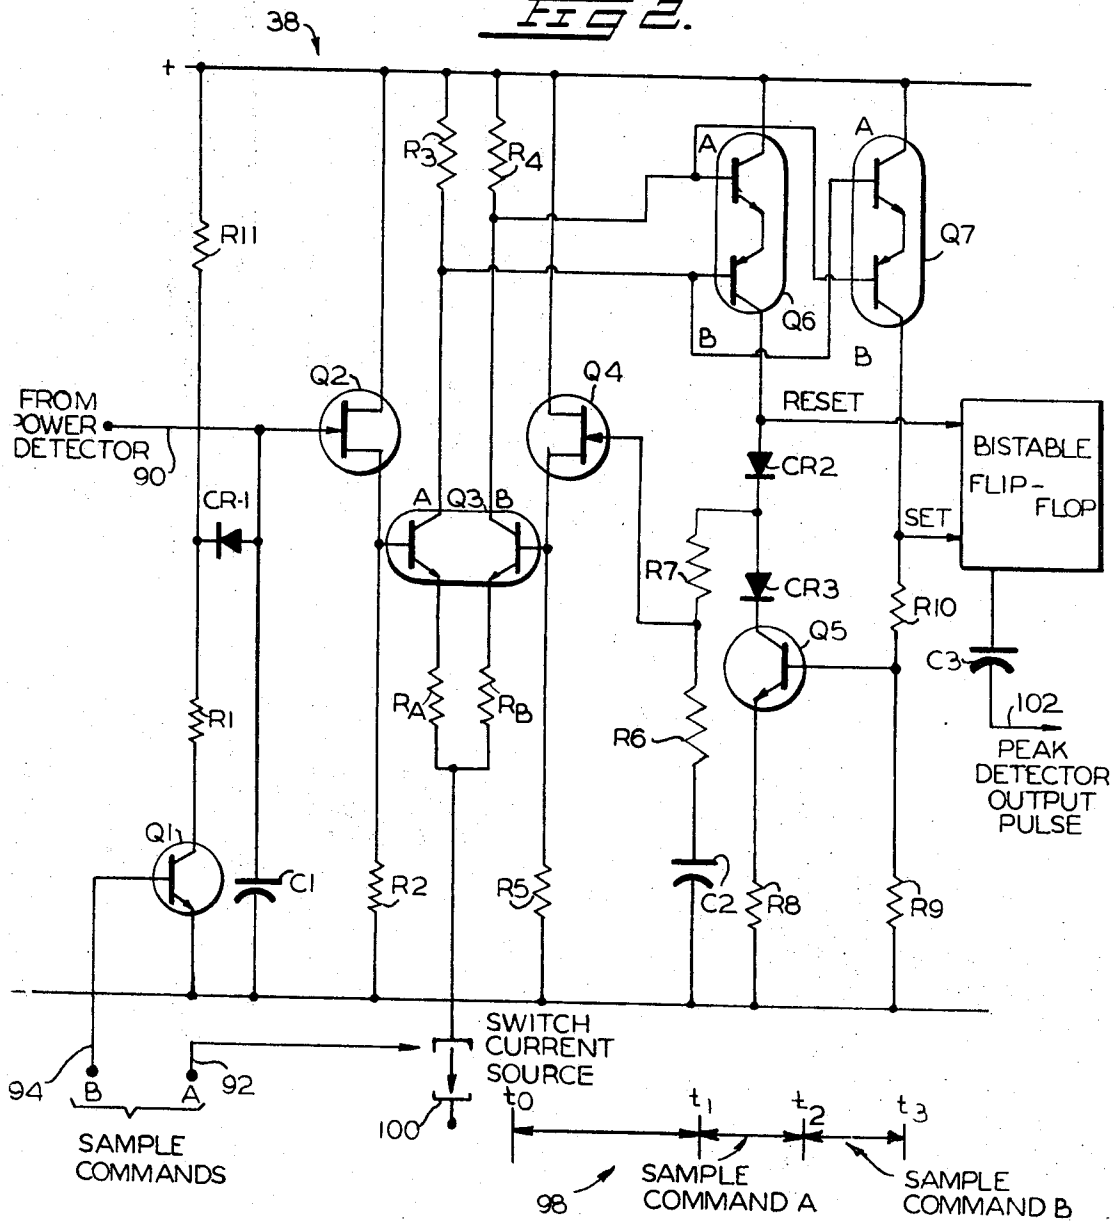 Fig 2.
38
+
R3
R4
A
A
R11
Q7
Q6
B
B
Q2
Q4
FROM
POWER
DETECTOR
90
RESET
BISTABLE
FLIP-
FLOP
CR2
CR-1
A Q3 B
SET
R7
CR3
R10
Q5
C3
RA
RB
R1
R6
102
PEAK
DETECTOR
OUTPUT
PULSE
Q1
C1
R2
R5
C2
R8
R9
-
SWITCH
CURRENT
SOURCE
94
B
A
92
100
t0
t1
t2
t3
SAMPLE
COMMANDS
98
SAMPLE
COMMAND A
SAMPLE
COMMAND B